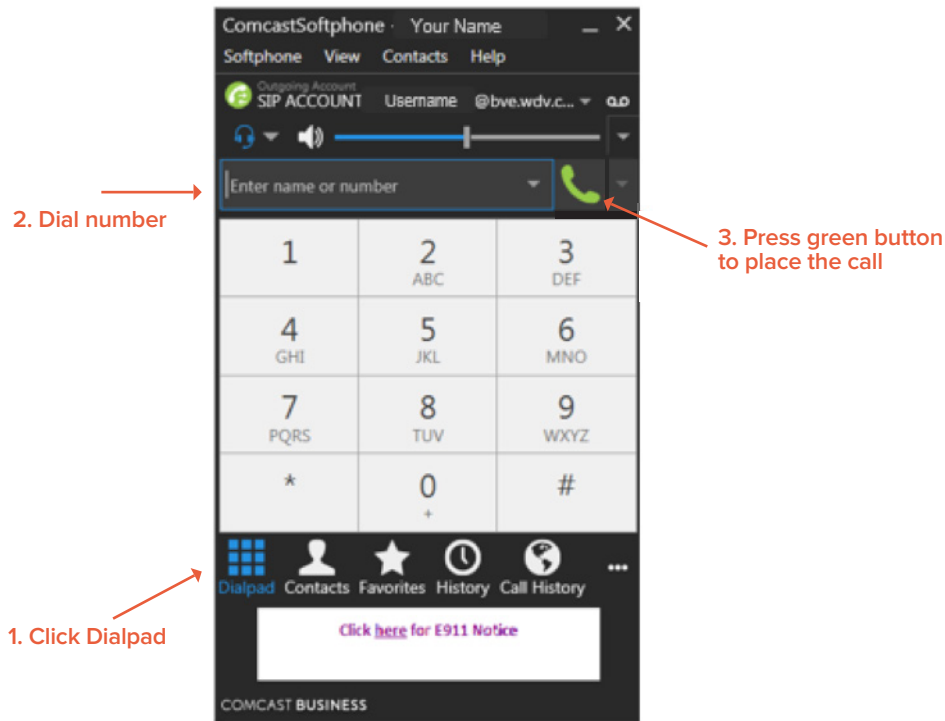 ComcastSoftphone - Your Name
Softphone View Contacts Help
Outgoing Account
SIP ACCOUNT Username @bve.wdv.c...
Enter name or number
2. Dial number
3. Press green button
to place the call
1 2 3
ABC DEF
4 5 6
GHI JKL MNO
7 8 9
PQRS TUV WXYZ
* 0 #
+
Dialpad Contacts Favorites History Call History
1. Click Dialpad
Click here for E911 Notice
COMCAST BUSINESS